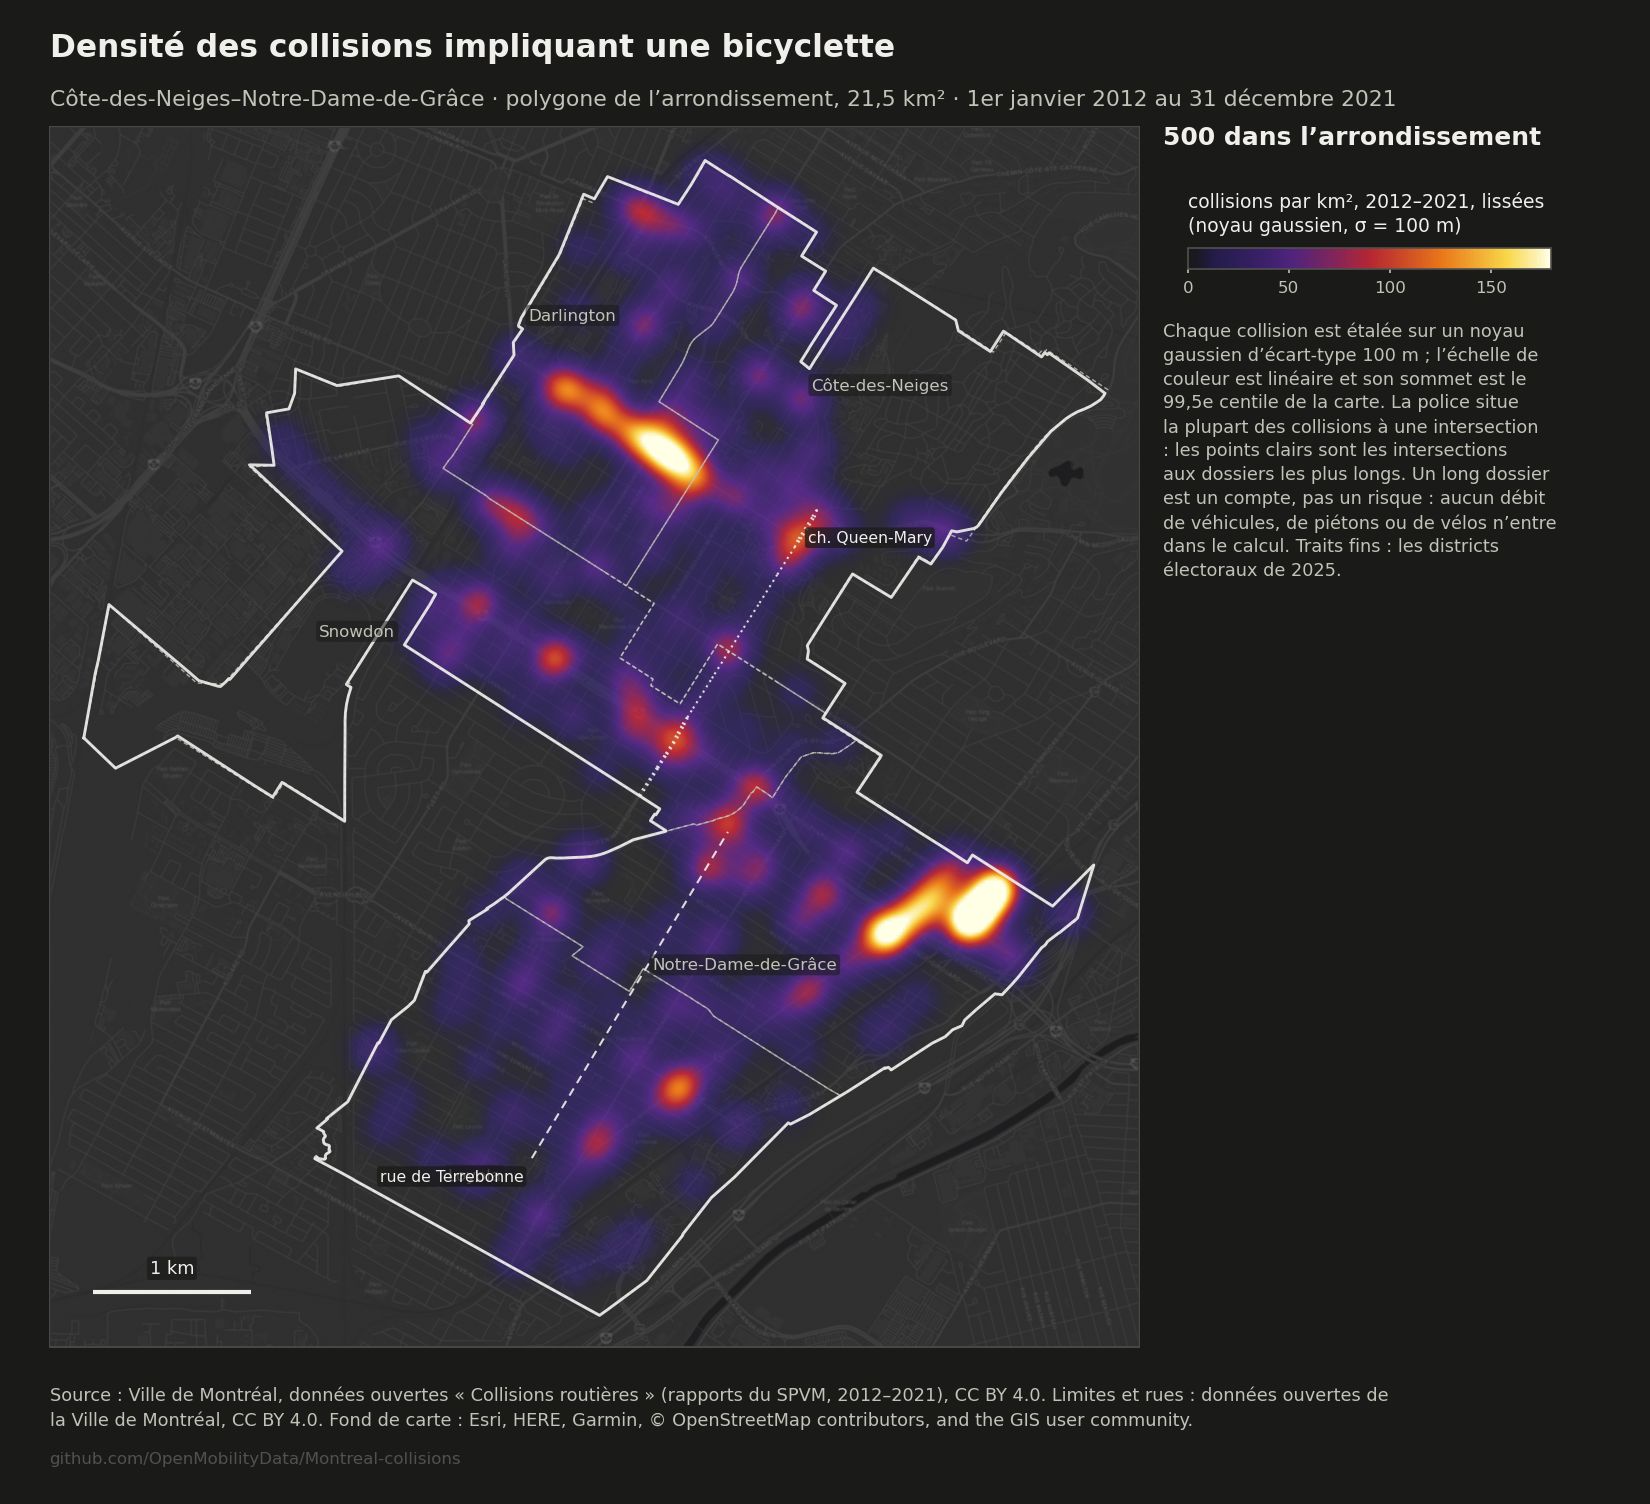 Densité des collisions impliquant une bicyclette
Côte-des-Neiges–Notre-Dame-de-Grâce · polygone de l’arrondissement, 21,5 km² · 1er janvier 2012 au 31 décembre 2021
500 dans l’arrondissement
collisions par km², 2012–2021, lissées
(noyau gaussien, σ = 100 m)
0 50 100 150
Chaque collision est étalée sur un noyau
gaussien d’écart-type 100 m ; l’échelle de
couleur est linéaire et son sommet est le
99,5e centile de la carte. La police situe
la plupart des collisions à une intersection
: les points clairs sont les intersections
aux dossiers les plus longs. Un long dossier
est un compte, pas un risque : aucun débit
de véhicules, de piétons ou de vélos n’entre
dans le calcul. Traits fins : les districts
électoraux de 2025.
Darlington
Côte-des-Neiges
ch. Queen-Mary
Snowdon
Notre-Dame-de-Grâce
rue de Terrebonne
1 km
Source : Ville de Montréal, données ouvertes « Collisions routières » (rapports du SPVM, 2012–2021), CC BY 4.0. Limites et rues : données ouvertes de
la Ville de Montréal, CC BY 4.0. Fond de carte : Esri, HERE, Garmin, © OpenStreetMap contributors, and the GIS user community.
github.com/OpenMobilityData/Montreal-collisions